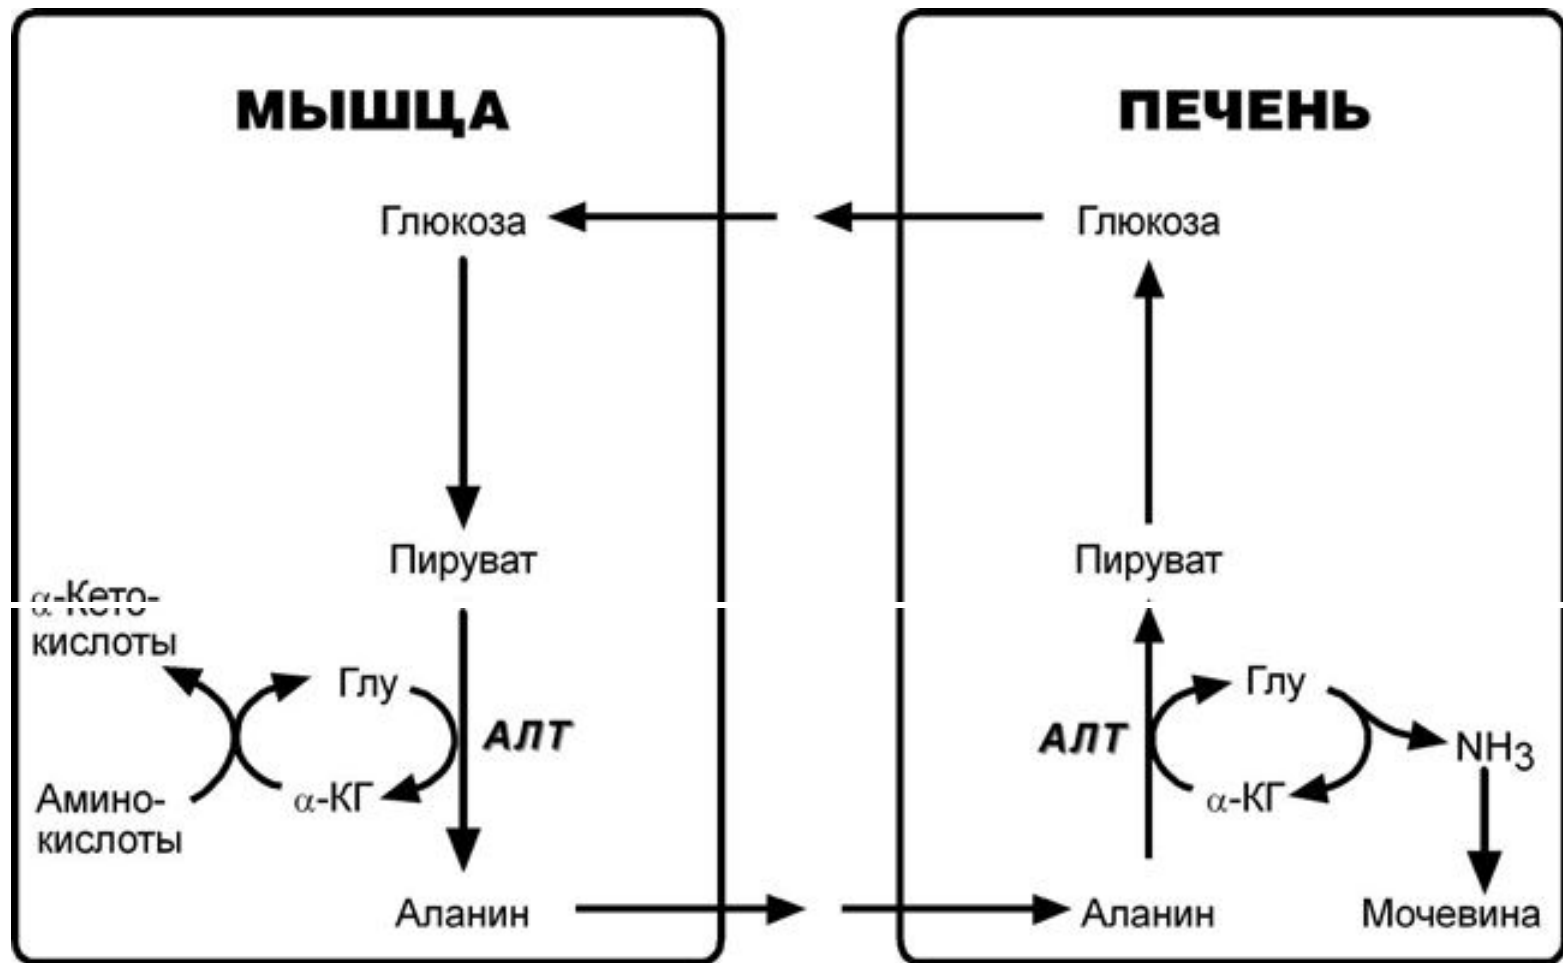 МЫШЦА
ПЕЧЕНЬ
Глюкоза
Глюкоза
Пируват
Пируват
α-Кето-
кислоты
Глу
АЛТ
α-КГ
Амино-
кислоты
Аланин
АЛТ
Глу
α-КГ
NH3
Аланин
Мочевина